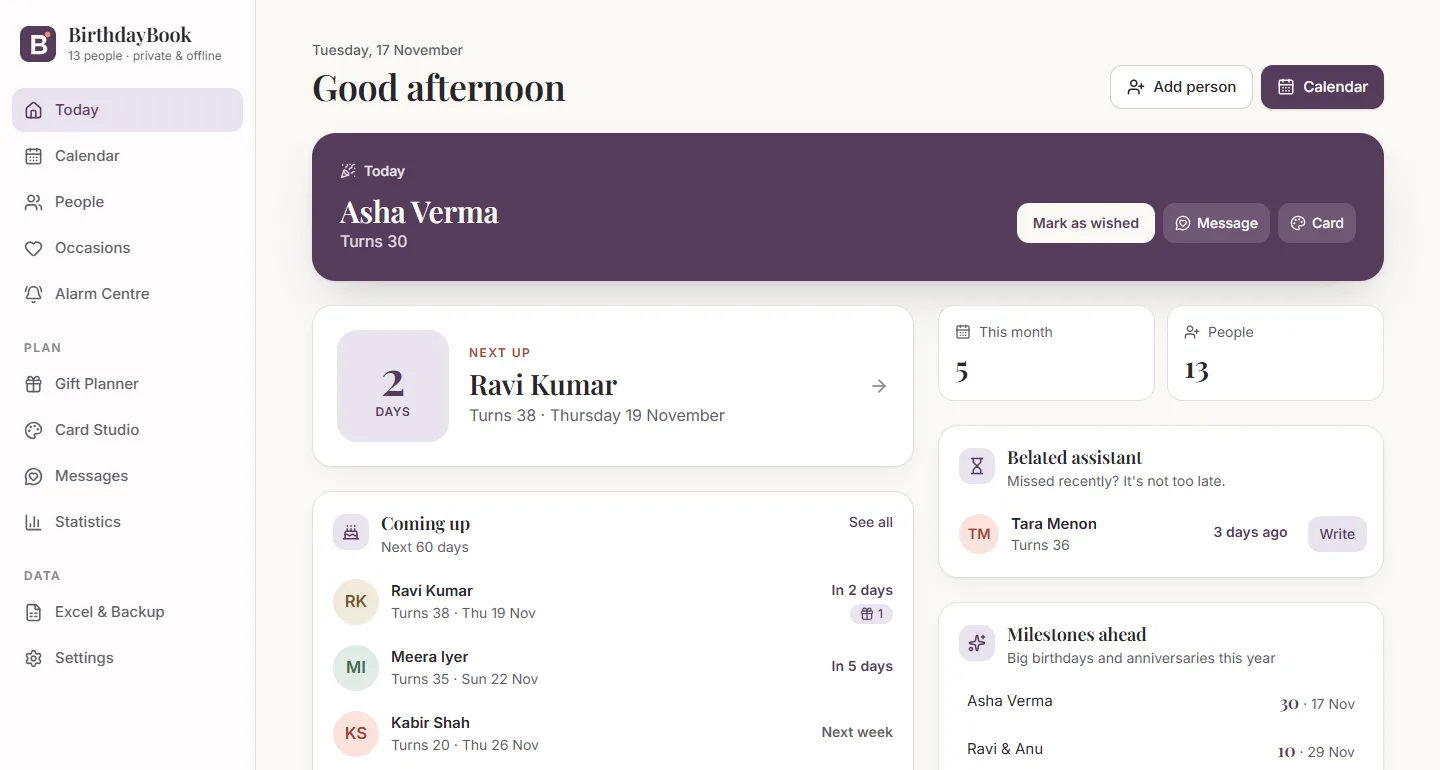 BirthdayBook
13 people · private & offline
Today
Calendar
People
Occasions
Alarm Centre
PLAN
Gift Planner
Card Studio
Messages
Statistics
DATA
Excel & Backup
Settings
Tuesday, 17 November
Good afternoon
Add person
Calendar
Today
Asha Verma
Turns 30
Mark as wished
Message
Card
2
DAYS
NEXT UP
Ravi Kumar
Turns 38 · Thursday 19 November
Coming up
Next 60 days
See all
RK
Ravi Kumar
Turns 38 · Thu 19 Nov
In 2 days
1
MI
Meera Iyer
Turns 35 · Sun 22 Nov
In 5 days
KS
Kabir Shah
Turns 20 · Thu 26 Nov
Next week
This month
5
People
13
Belated assistant
Missed recently? It's not too late.
TM
Tara Menon
Turns 36
3 days ago
Write
Milestones ahead
Big birthdays and anniversaries this year
Asha Verma
30 · 17 Nov
Ravi & Anu
10 · 29 Nov